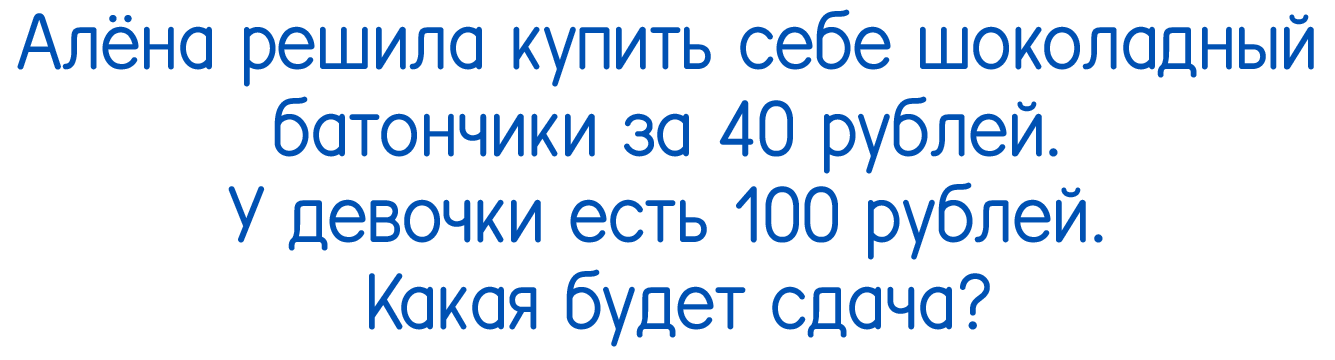 Алёна решила купить себе шоколадный
батончики за 40 рублей.
У девочки есть 100 рублей.
Какая будет сдача?